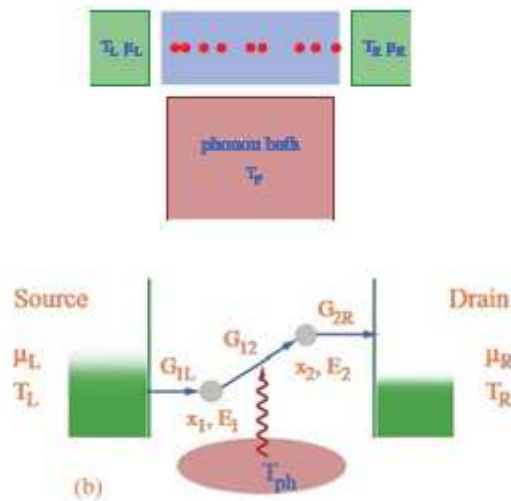 T_L μ_L
T_R μ_R
phonon bath
T_P
Source
Drain
G_2R
G_12
μ_L
G_1L
μ_R
x_2, E_2
T_L
T_R
x_1, E_1
T_ph
(b)